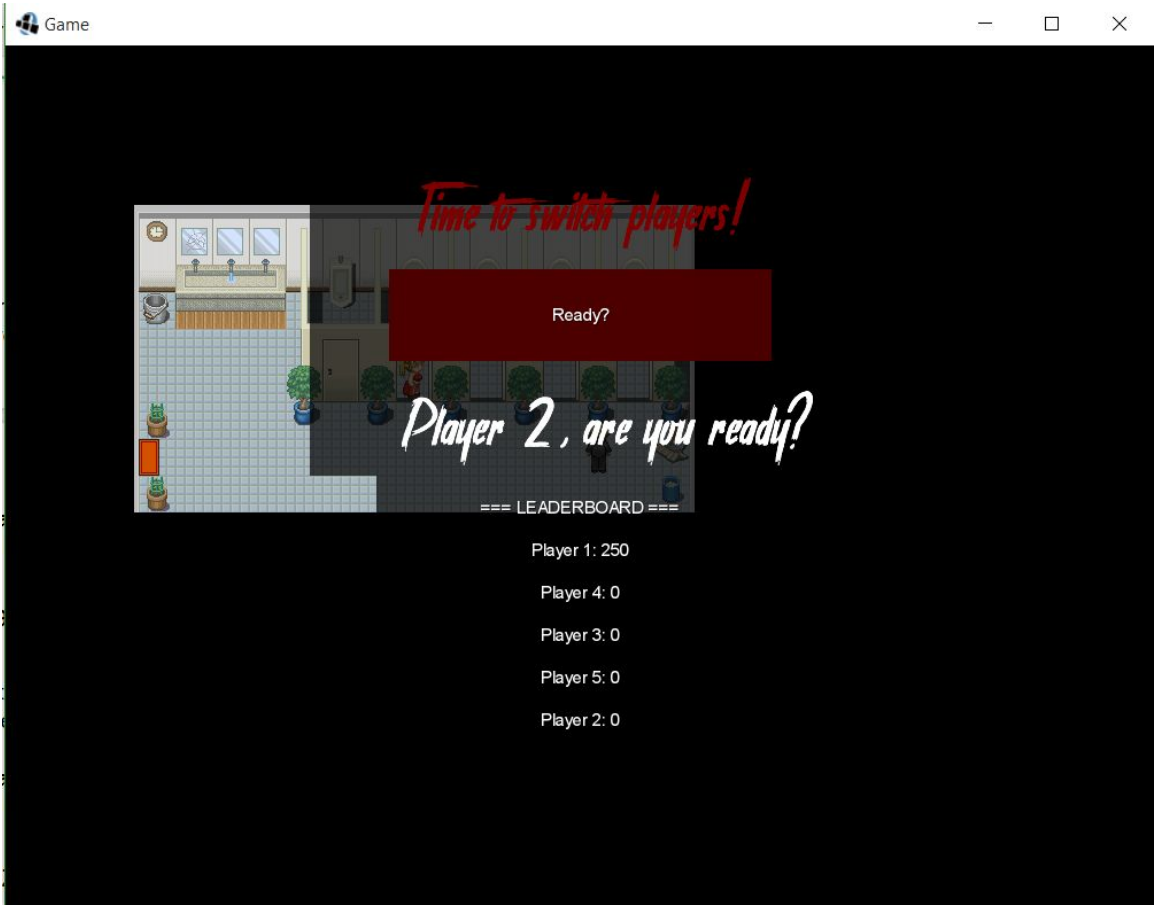 Game
Time to switch players!
Ready?
Player 2, are you ready?
=== LEADERBOARD ===
Player 1: 250
Player 4: 0
Player 3: 0
Player 5: 0
Player 2: 0